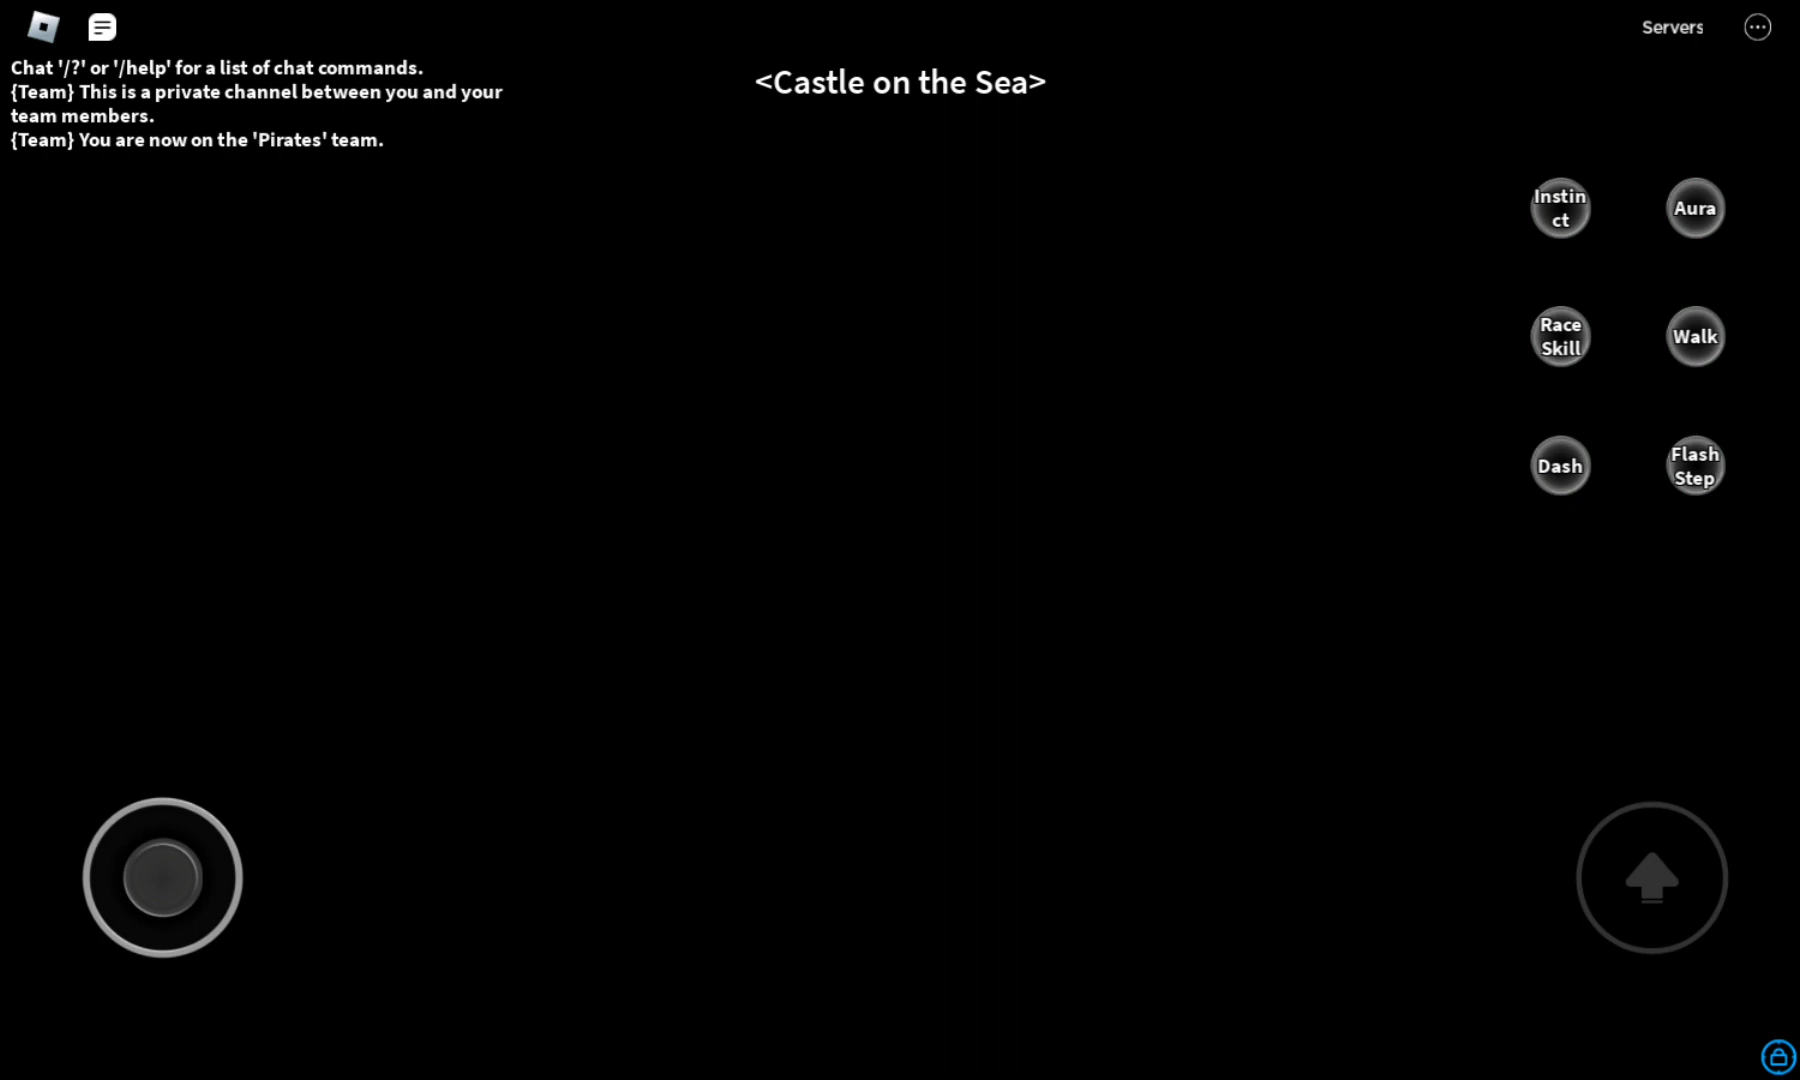 Servers
Chat '/?' or '/help' for a list of chat commands.
{Team} This is a private channel between you and your
team members.
{Team} You are now on the 'Pirates' team.
<Castle on the Sea>
Instin
ct
Aura
Race
Skill
Walk
Dash
Flash
Step